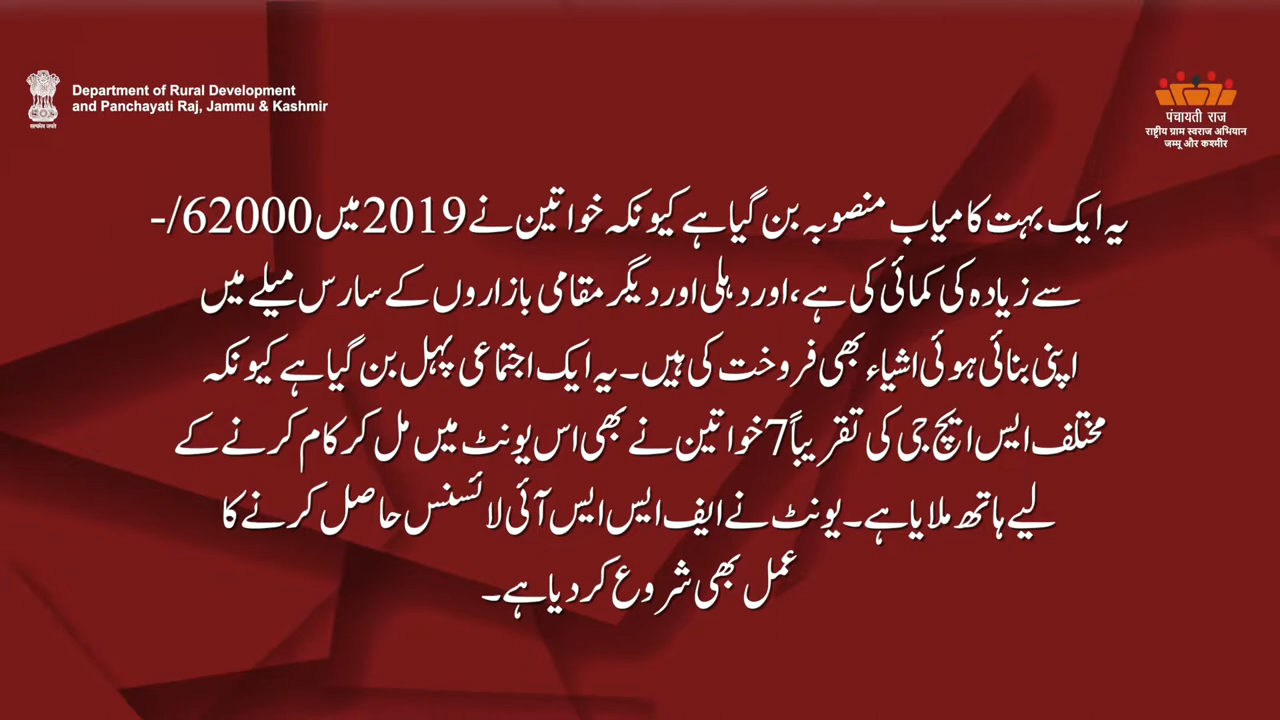 Department of Rural Development
and Panchayati Raj, Jammu & Kashmir
सत्यमेव जयते
पंचायती राज
राष्ट्रीय ग्राम स्वराज अभियान
जम्मू और कश्मीर
یہ ایک بہت کامیاب منصوبہ بن گیا ہے کیونکہ خواتین نے 2019 میں 62000/-
سے زیادہ کی کمائی کی ہے، اور دہلی اور دیگر مقامی بازاروں کے سارس میلے میں
اپنی بنائی ہوئی اشیاء بھی فروخت کی ہیں۔ یہ ایک اجتماعی پہل بن گیا ہے کیونکہ
مختلف ایس ایچ جی کی تقریباً 7 خواتین نے بھی اس یونٹ میں مل کر کام کرنے کے
لیے ہاتھ ملایا ہے۔ یونٹ نے ایف ایس ایس آئی لائسنس حاصل کرنے کا
عمل بھی شروع کر دیا ہے۔